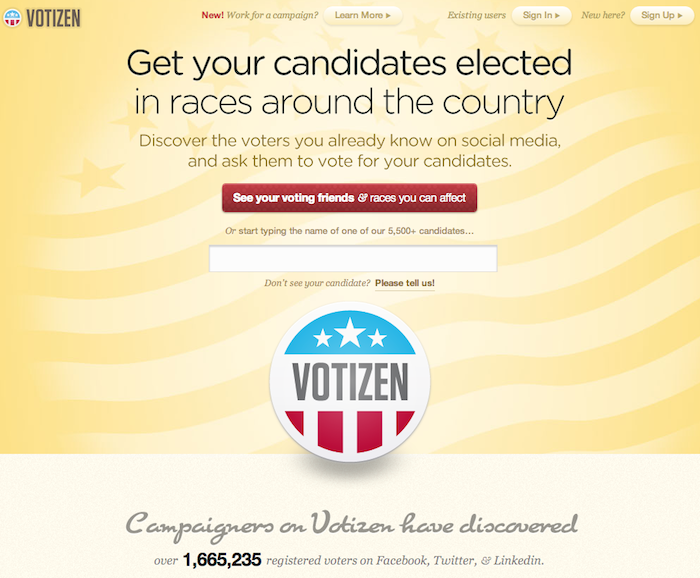 VOTIZEN
New! Work for a campaign? Learn More ▸ Existing users Sign In ▸ New here? Sign Up ▸
Get your candidates elected
in races around the country
Discover the voters you already know on social media,
and ask them to vote for your candidates.
See your voting friends & races you can affect
Or start typing the name of one of our 5,500+ candidates...
Don't see your candidate? Please tell us!
VOTIZEN
Campaigners on Votizen have discovered
over 1,665,235 registered voters on Facebook, Twitter, & Linkedin.